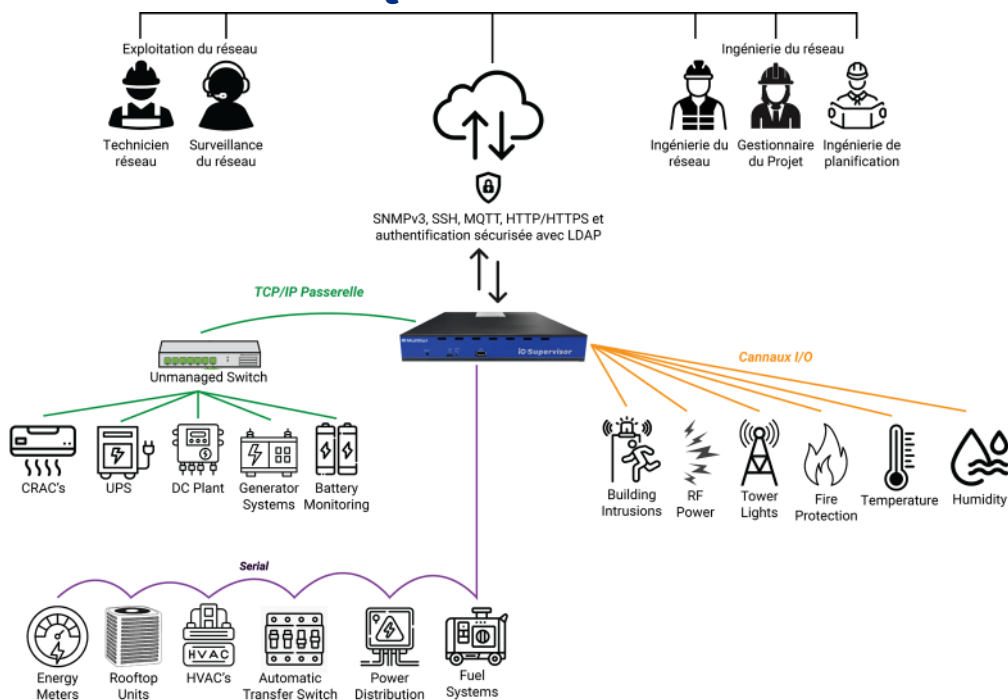 Exploitation du réseau
Ingénierie du réseau
Technicien
réseau
Surveillance
du réseau
Ingénierie du
réseau
Gestionnaire
du Projet
Ingénierie de
planification
SNMPv3, SSH, MQTT, HTTP/HTTPS et
authentification sécurisée avec LDAP
TCP/IP Passerelle
iO Supervisor
Unmanaged Switch
Cannaux I/O
CRAC's
UPS
DC Plant
Generator
Systems
Battery
Monitoring
Building
Intrusions
RF
Power
Tower
Lights
Fire
Protection
Temperature
Humidity
Serial
HVAC
Energy
Meters
Rooftop
Units
HVAC's
Automatic
Transfer Switch
Power
Distribution
Fuel
Systems